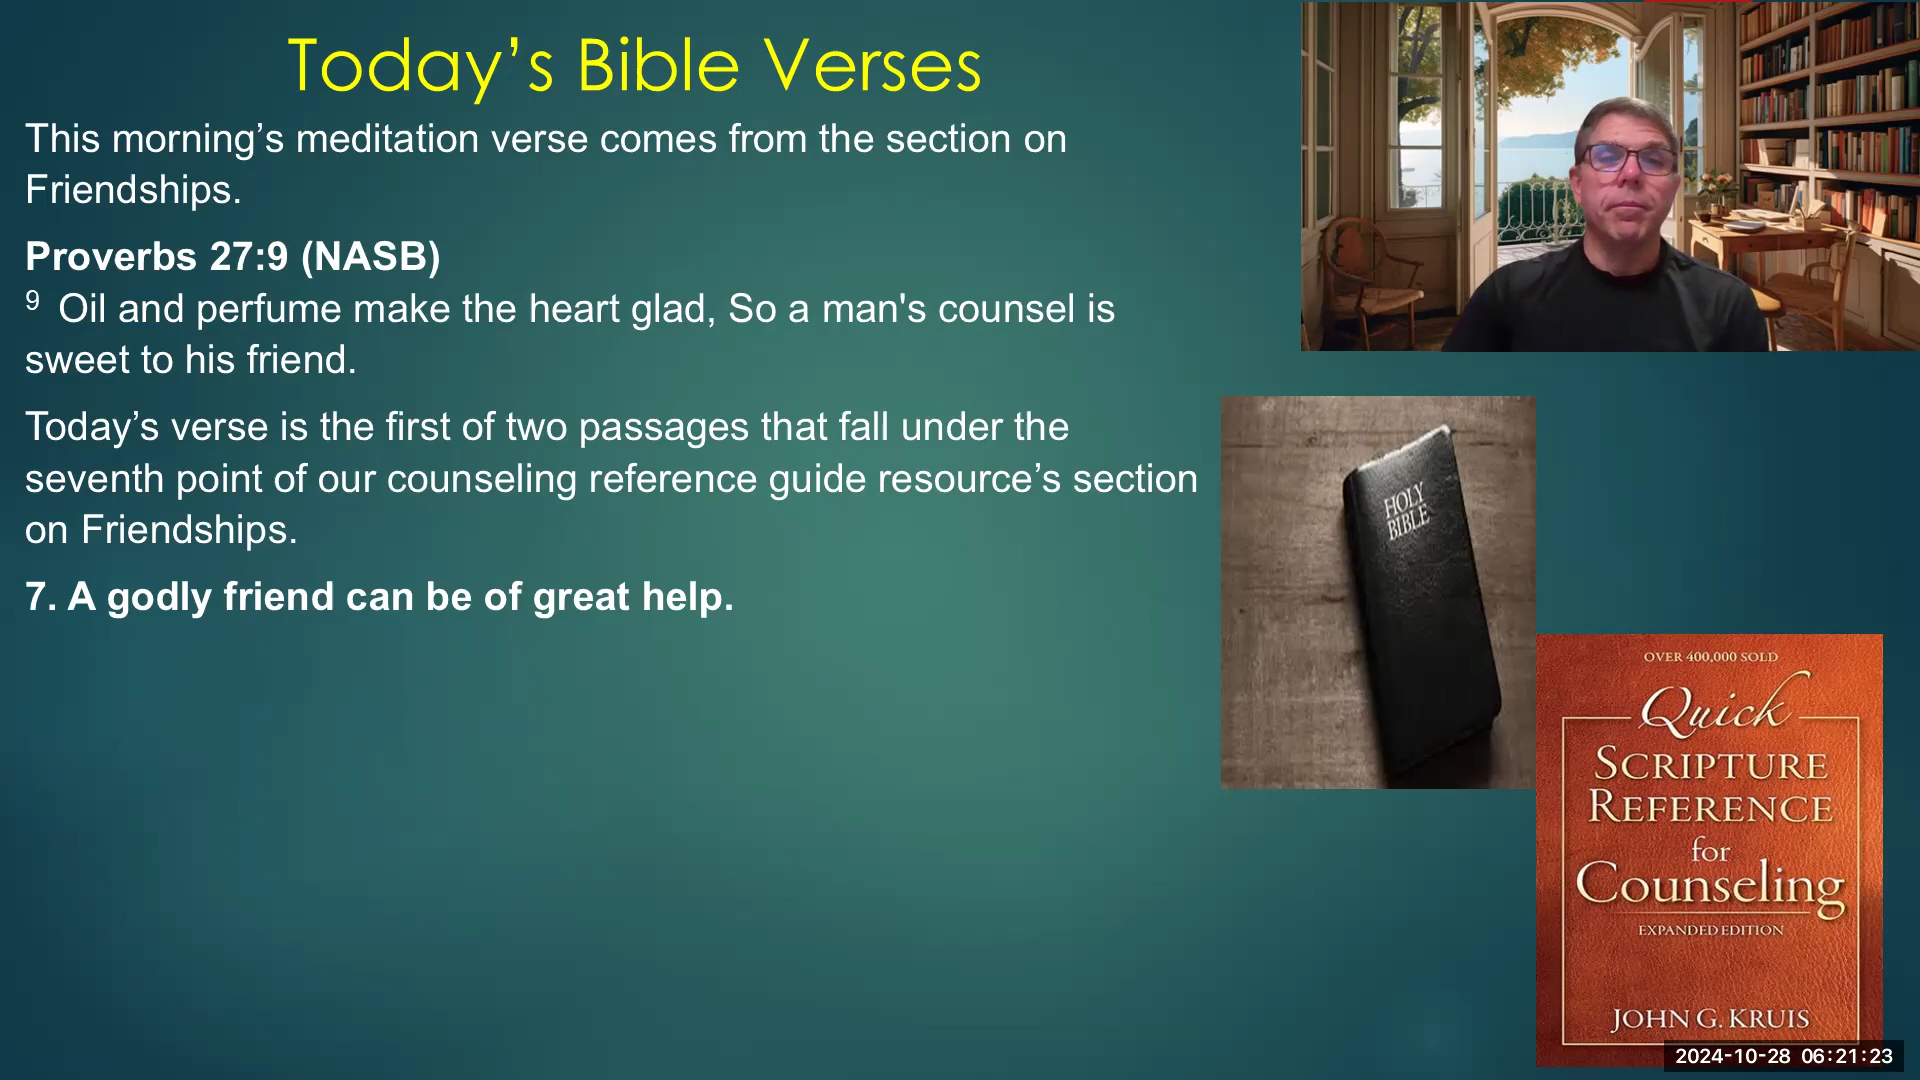 Today’s Bible Verses
This morning’s meditation verse comes from the section on
Friendships.
Proverbs 27:9 (NASB)
9 Oil and perfume make the heart glad, So a man's counsel is
sweet to his friend.
Today’s verse is the first of two passages that fall under the
seventh point of our counseling reference guide resource’s section
on Friendships.
7. A godly friend can be of great help.
HOLY
BIBLE
OVER 400,000 SOLD
Quick
SCRIPTURE
REFERENCE
for
Counseling
EXPANDED EDITION
JOHN G. KRUIS
2024-10-28 06:21:23